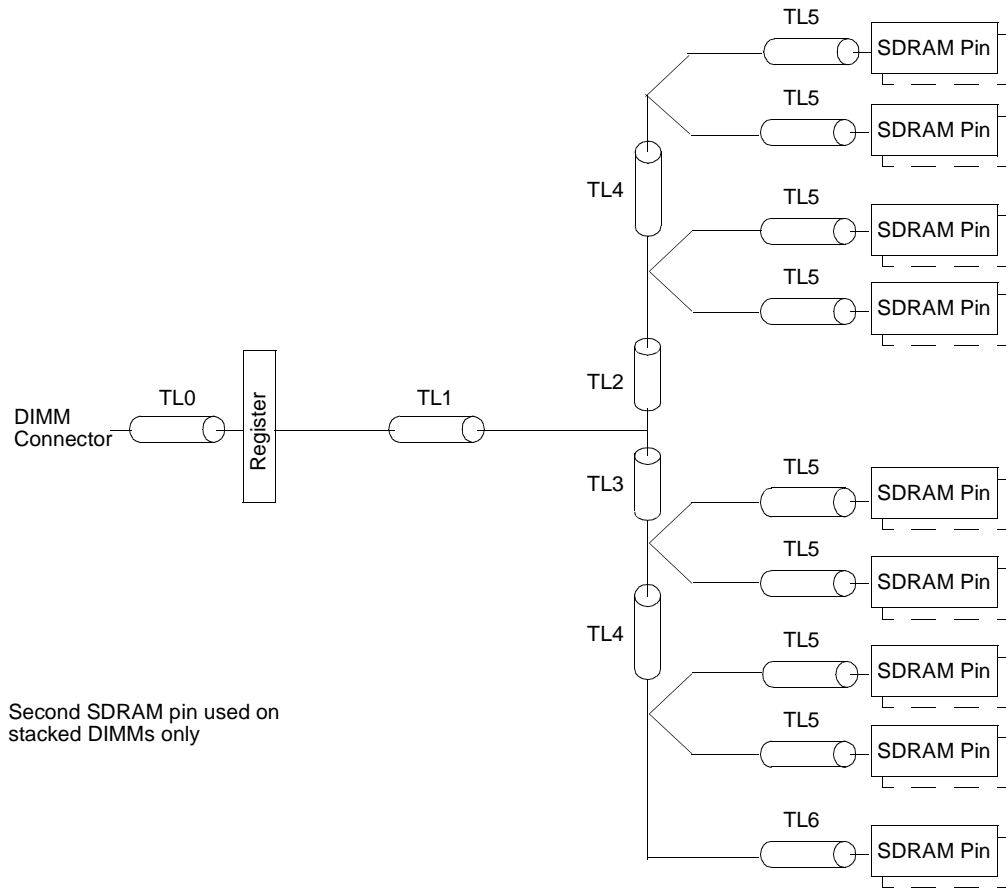 TL5
SDRAM Pin
TL5
SDRAM Pin
TL4
TL5
SDRAM Pin
TL5
SDRAM Pin
TL2
TL0
TL1
DIMM
Connector
Register
TL3
TL5
SDRAM Pin
TL5
SDRAM Pin
TL4
TL5
SDRAM Pin
TL5
SDRAM Pin
Second SDRAM pin used on
stacked DIMMs only
TL6
SDRAM Pin